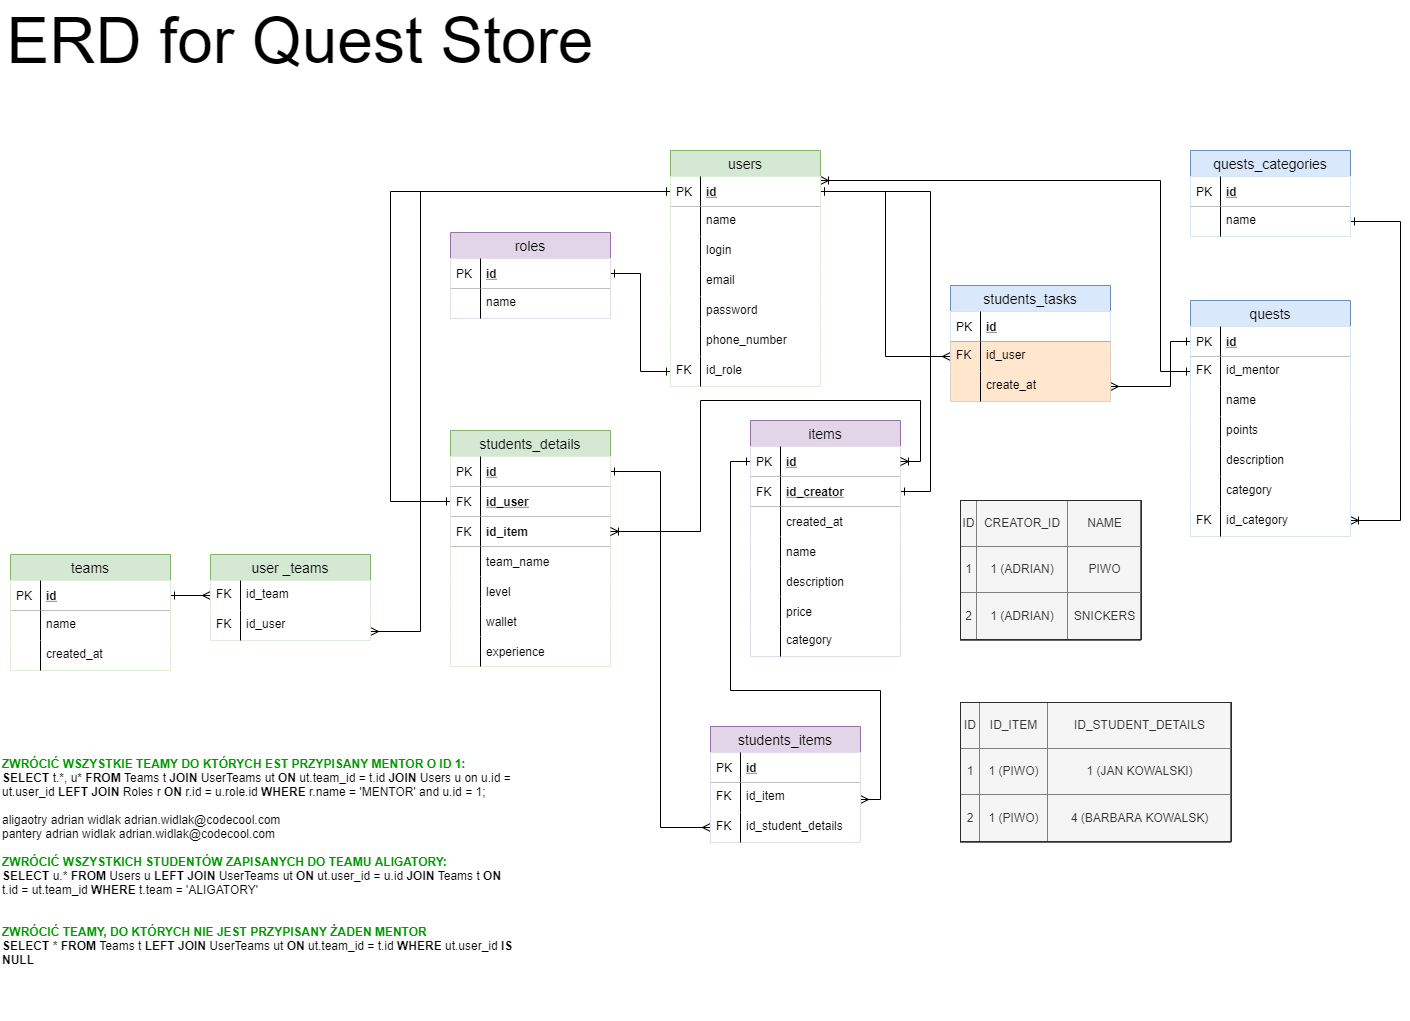 ERD for Quest Store
users
PK id
name
login
email
password
phone_number
FK id_role
quests_categories
PK id
name
roles
PK id
name
students_tasks
PK id
FK id_user
create_at
quests
PK id
FK id_mentor
name
points
description
category
FK id_category
students_details
PK id
FK id_user
FK id_item
team_name
level
wallet
experience
items
PK id
FK id_creator
created_at
name
description
price
category
ID CREATOR_ID NAME
1 1 (ADRIAN) PIWO
2 1 (ADRIAN) SNICKERS
teams
PK id
name
created_at
user _teams
FK id_team
FK id_user
students_items
PK id
FK id_item
FK id_student_details
ID ID_ITEM ID_STUDENT_DETAILS
1 1 (PIWO) 1 (JAN KOWALSKI)
2 1 (PIWO) 4 (BARBARA KOWALSK)
ZWRÓCIĆ WSZYSTKIE TEAMY DO KTÓRYCH EST PRZYPISANY MENTOR O ID 1:
SELECT t.*, u* FROM Teams t JOIN UserTeams ut ON ut.team_id = t.id JOIN Users u on u.id =
ut.user_id LEFT JOIN Roles r ON r.id = u.role.id WHERE r.name = 'MENTOR' and u.id = 1;
aligaotry adrian widlak adrian.widlak@codecool.com
pantery adrian widlak adrian.widlak@codecool.com
ZWRÓCIĆ WSZYSTKICH STUDENTÓW ZAPISANYCH DO TEAMU ALIGATORY:
SELECT u.* FROM Users u LEFT JOIN UserTeams ut ON ut.user_id = u.id JOIN Teams t ON
t.id = ut.team_id WHERE t.team = 'ALIGATORY'
ZWRÓCIĆ TEAMY, DO KTÓRYCH NIE JEST PRZYPISANY ŻADEN MENTOR
SELECT * FROM Teams t LEFT JOIN UserTeams ut ON ut.team_id = t.id WHERE ut.user_id IS
NULL